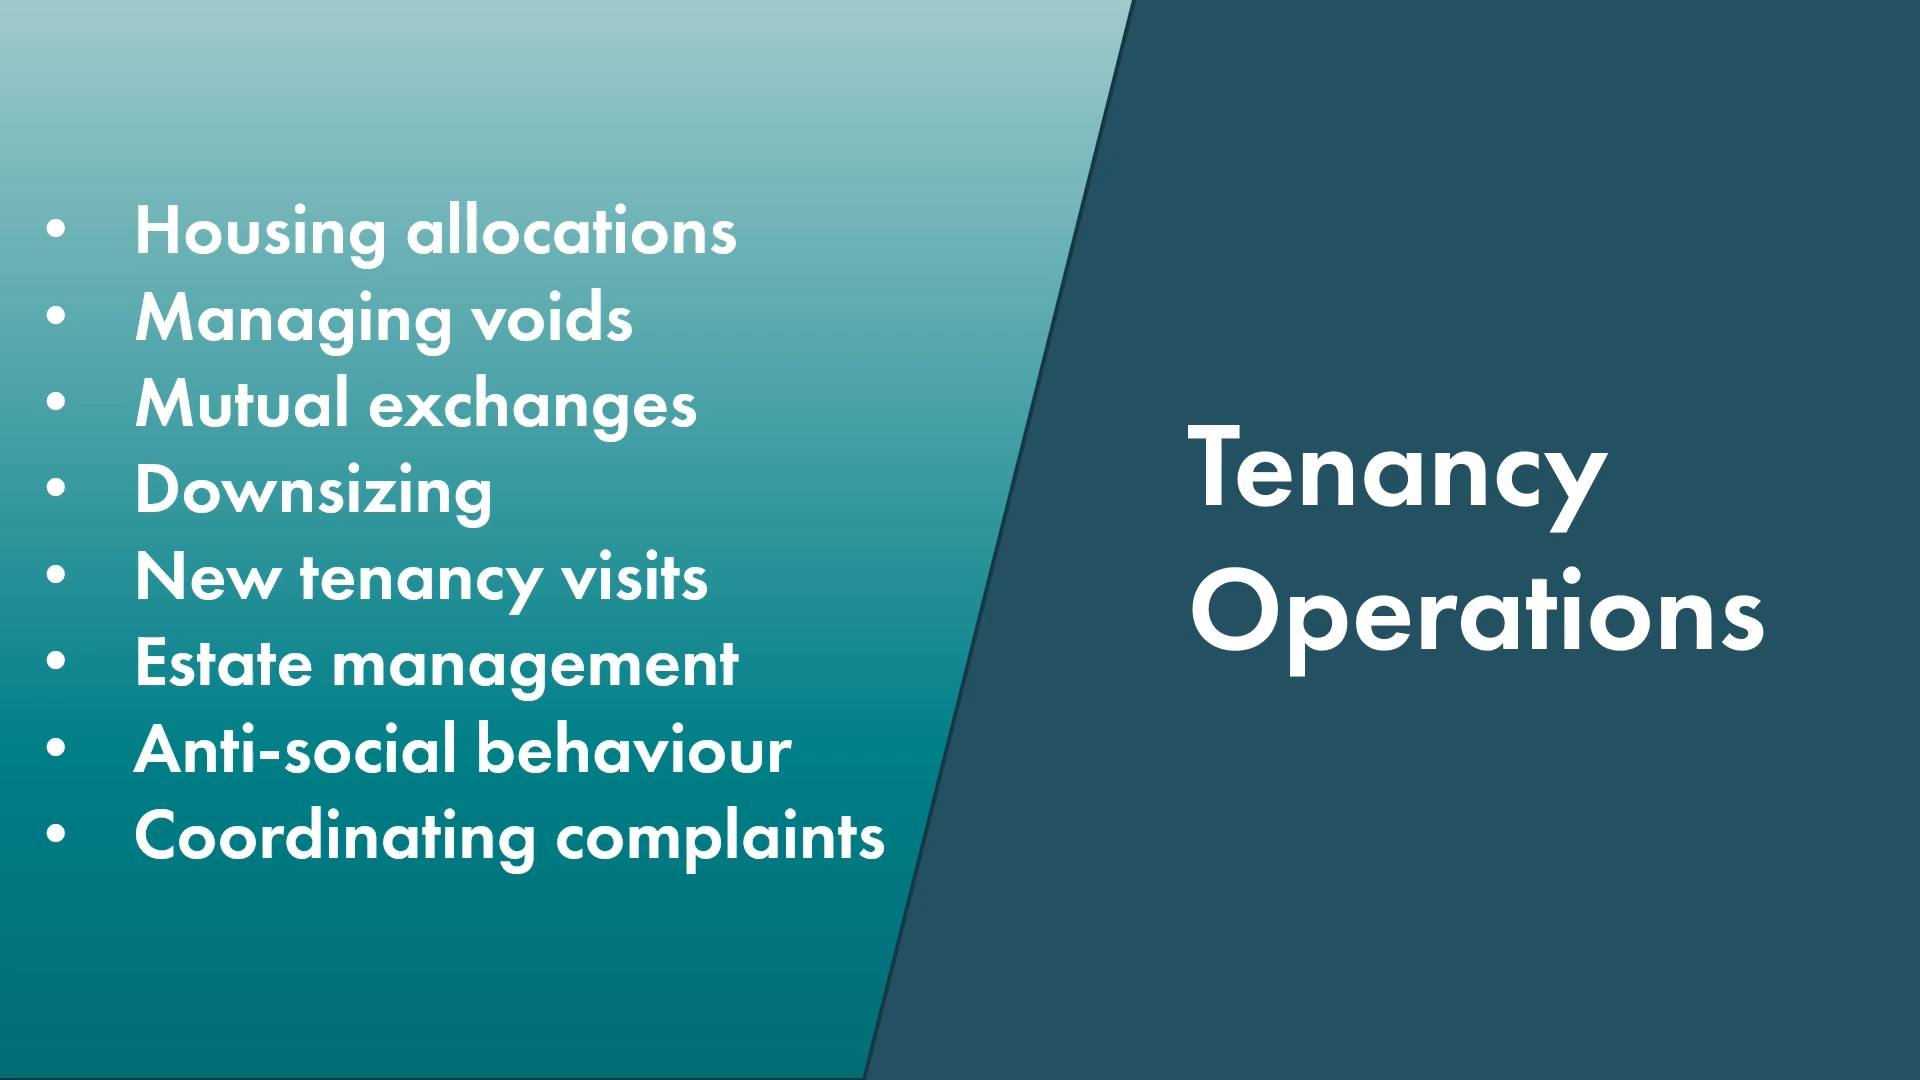 • Housing allocations
• Managing voids
• Mutual exchanges
• Downsizing
• New tenancy visits
• Estate management
• Anti-social behaviour
• Coordinating complaints
Tenancy
Operations